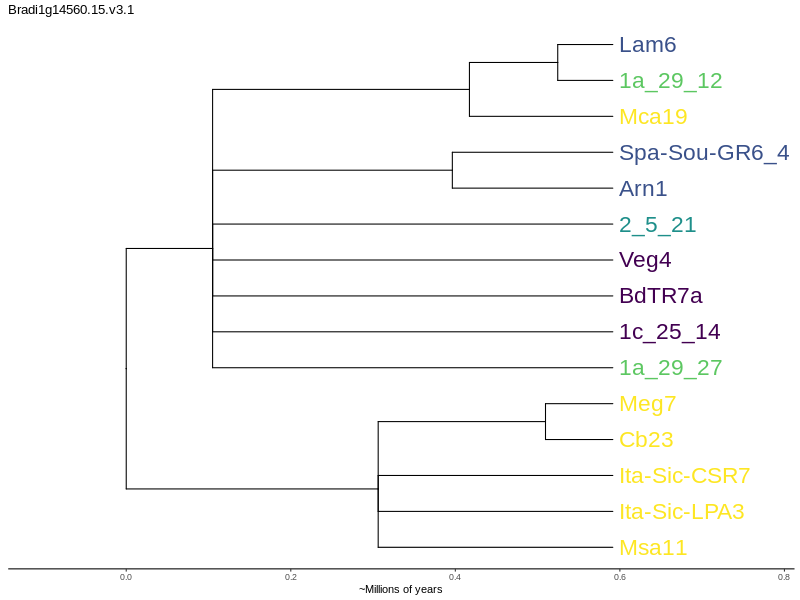 Bradi1g14560.15.v3.1
Lam6
1a_29_12
Mca19
Spa-Sou-GR6_4
Arn1
2_5_21
Veg4
BdTR7a
1c_25_14
1a_29_27
Meg7
Cb23
Ita-Sic-CSR7
Ita-Sic-LPA3
Msa11
0.0 0.2 0.4 0.6 0.8
~Millions of years